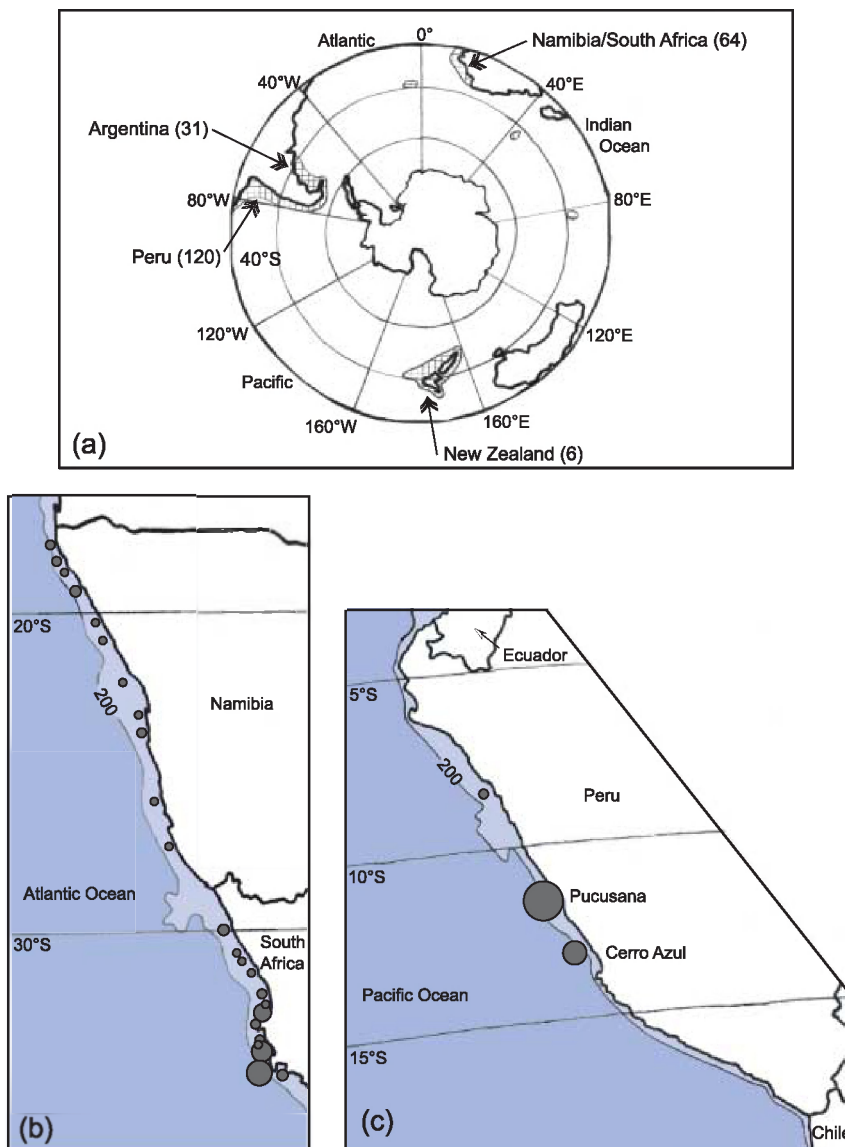 Atlantic
0°
Namibia/South Africa (64)
40°W
40°E
Argentina (31)
Indian
Ocean
80°W
80°E
Peru (120)
40°S
120°W
120°E
Pacific
160°W
160°E
New Zealand (6)
(a)
20°S
200
Namibia
Atlantic Ocean
30°S
South
Africa
(b)
Ecuador
5°S
200
Peru
10°S
Pucusana
Cerro Azul
Pacific Ocean
15°S
Chile
(c)